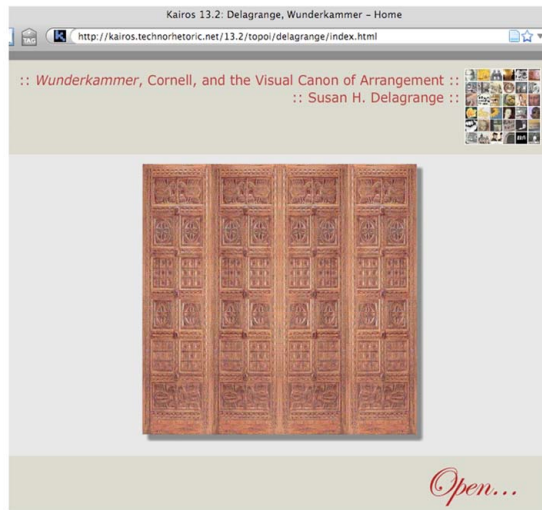 Kairos 13.2: Delagrange, Wunderkammer – Home
TAG
K
http://kairos.technorhetoric.net/13.2/topoi/delagrange/index.html
:: Wunderkammer, Cornell, and the Visual Canon of Arrangement ::
:: Susan H. Delagrange ::
Open...